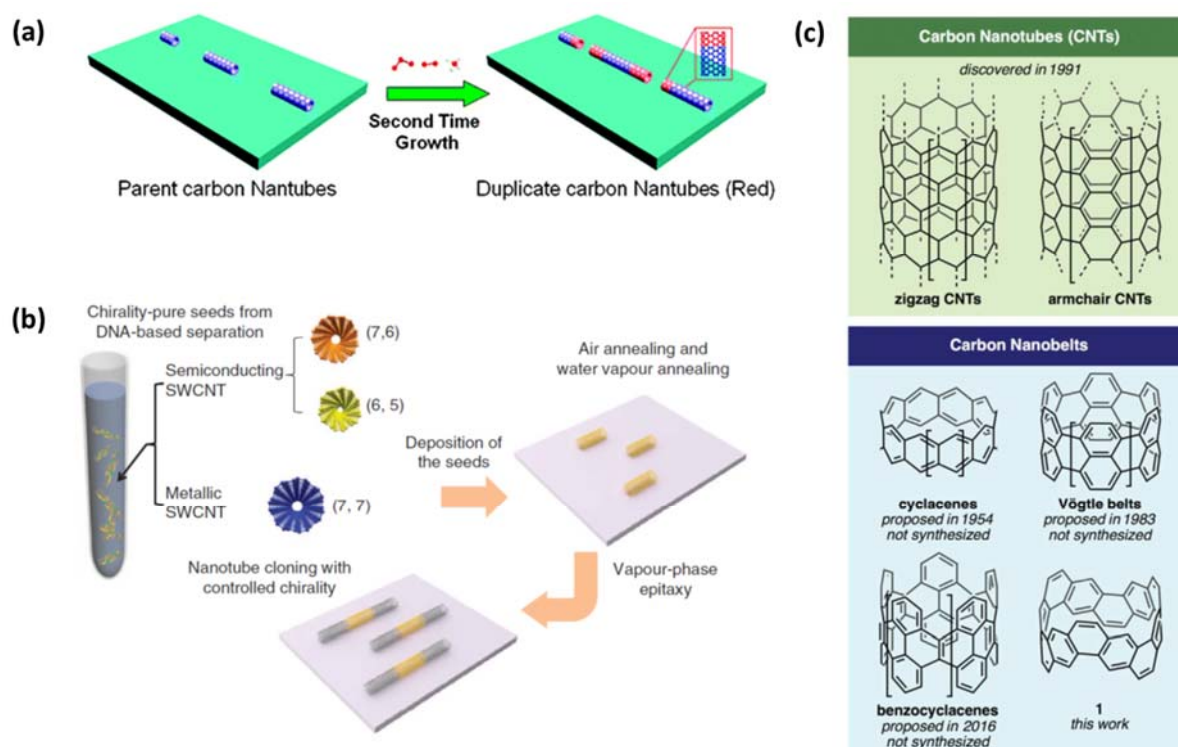 (a)
Second Time
Growth
Parent carbon Nantubes
Duplicate carbon Nantubes (Red)
(b)
Chirality-pure seeds from
DNA-based separation
Semiconducting
SWCNT
(7,6)
(6, 5)
Metallic
SWCNT
(7, 7)
Deposition of
the seeds
Air annealing and
water vapour annealing
Vapour-phase
epitaxy
Nanotube cloning with
controlled chirality
(c)
Carbon Nanotubes (CNTs)
discovered in 1991
zigzag CNTs
armchair CNTs
Carbon Nanobelts
cyclacenes
proposed in 1954
not synthesized
Vögtle belts
proposed in 1983
not synthesized
benzocyclacenes
proposed in 2016
not synthesized
1
this work